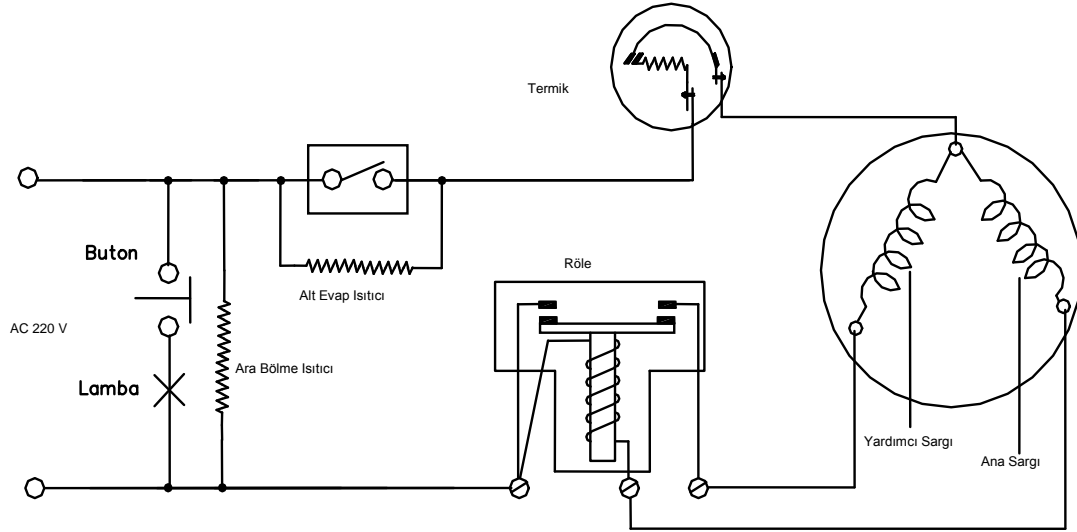 Termik
Buton
Röle
Alt Evap Isıtıcı
AC 220 V
Ara Bölme Isıtıcı
Lamba
Yardımcı Sargı
Ana Sargı